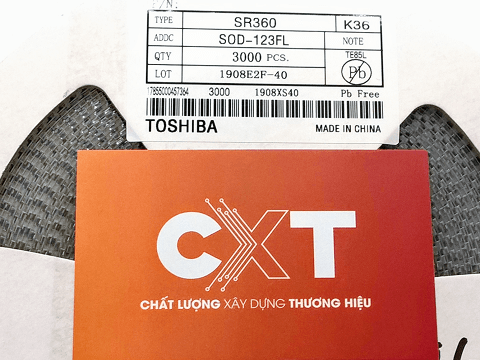 TYPE SR360 K36
ADDC SOD-123FL NOTE
QTY 3000 PCS. TE85L
LOT 1908E2F-40 Pb
17855000457364 3000 1908XS40 Pb Free
TOSHIBA MADE IN CHINA
CXT
CHẤT LƯỢNG XÂY DỰNG THƯƠNG HIỆU